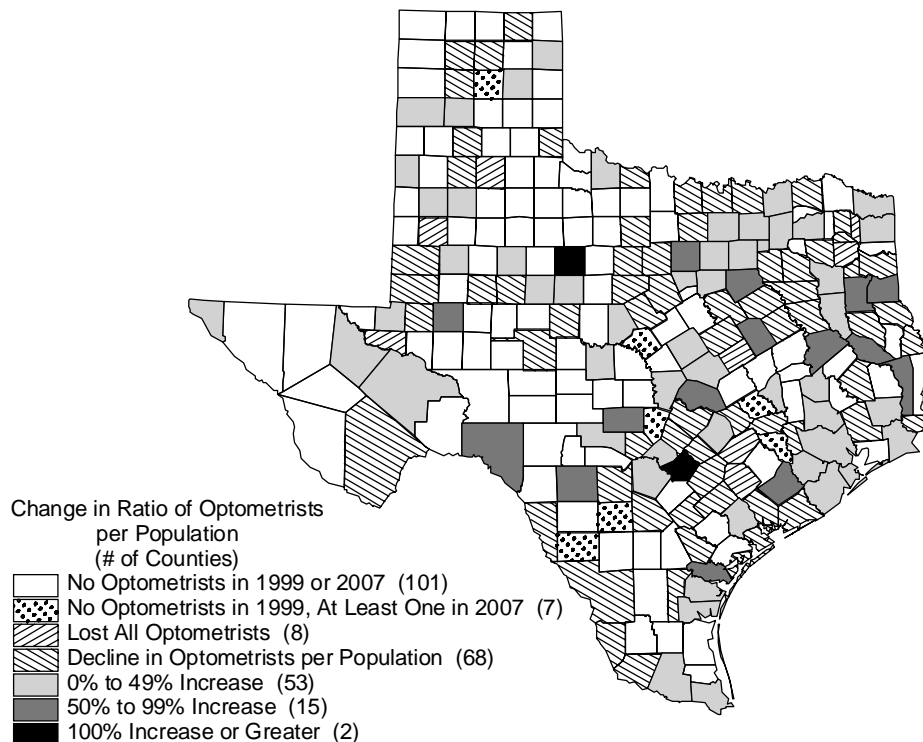 Change in Ratio of Optometrists
per Population
(# of Counties)
No Optometrists in 1999 or 2007 (101)
No Optometrists in 1999, At Least One in 2007 (7)
Lost All Optometrists (8)
Decline in Optometrists per Population (68)
0% to 49% Increase (53)
50% to 99% Increase (15)
100% Increase or Greater (2)